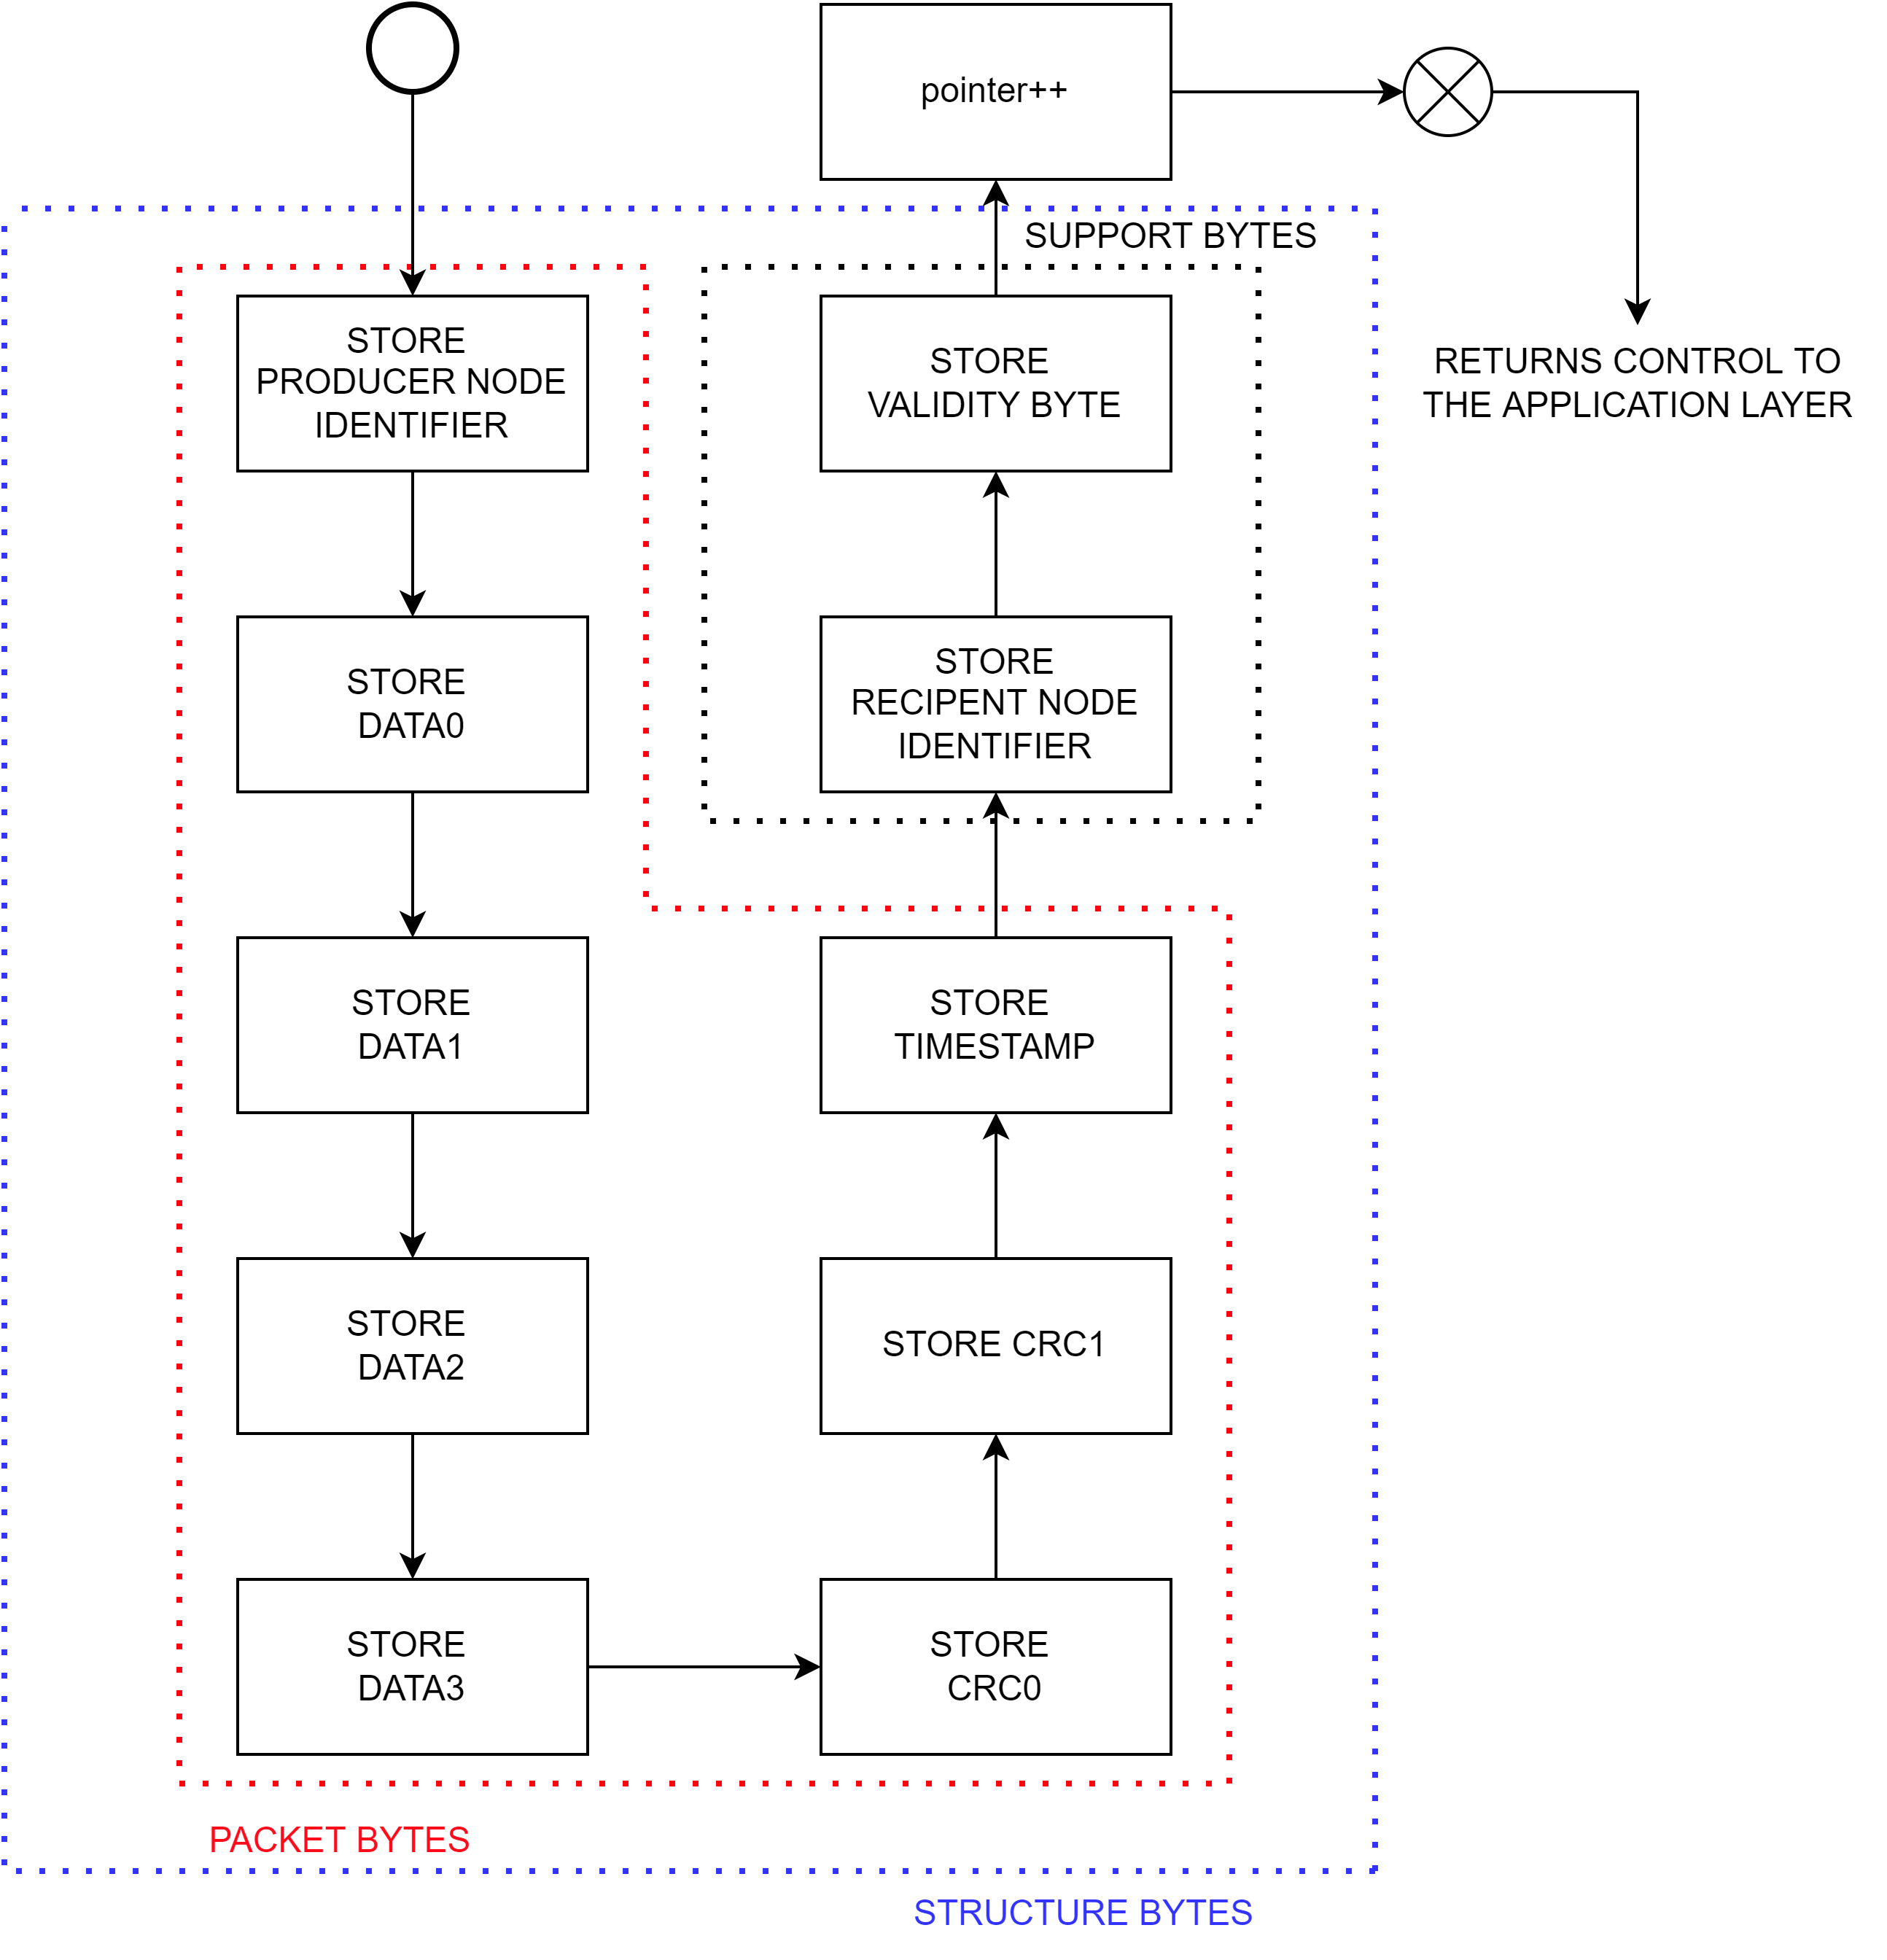 STORE
PRODUCER NODE
IDENTIFIER
STORE
DATA0
STORE
DATA1
STORE
DATA2
STORE
DATA3
STORE
CRC0
STORE CRC1
STORE
TIMESTAMP
STORE
RECIPENT NODE
IDENTIFIER
STORE
VALIDITY BYTE
SUPPORT BYTES
pointer++
RETURNS CONTROL TO
THE APPLICATION LAYER
PACKET BYTES
STRUCTURE BYTES